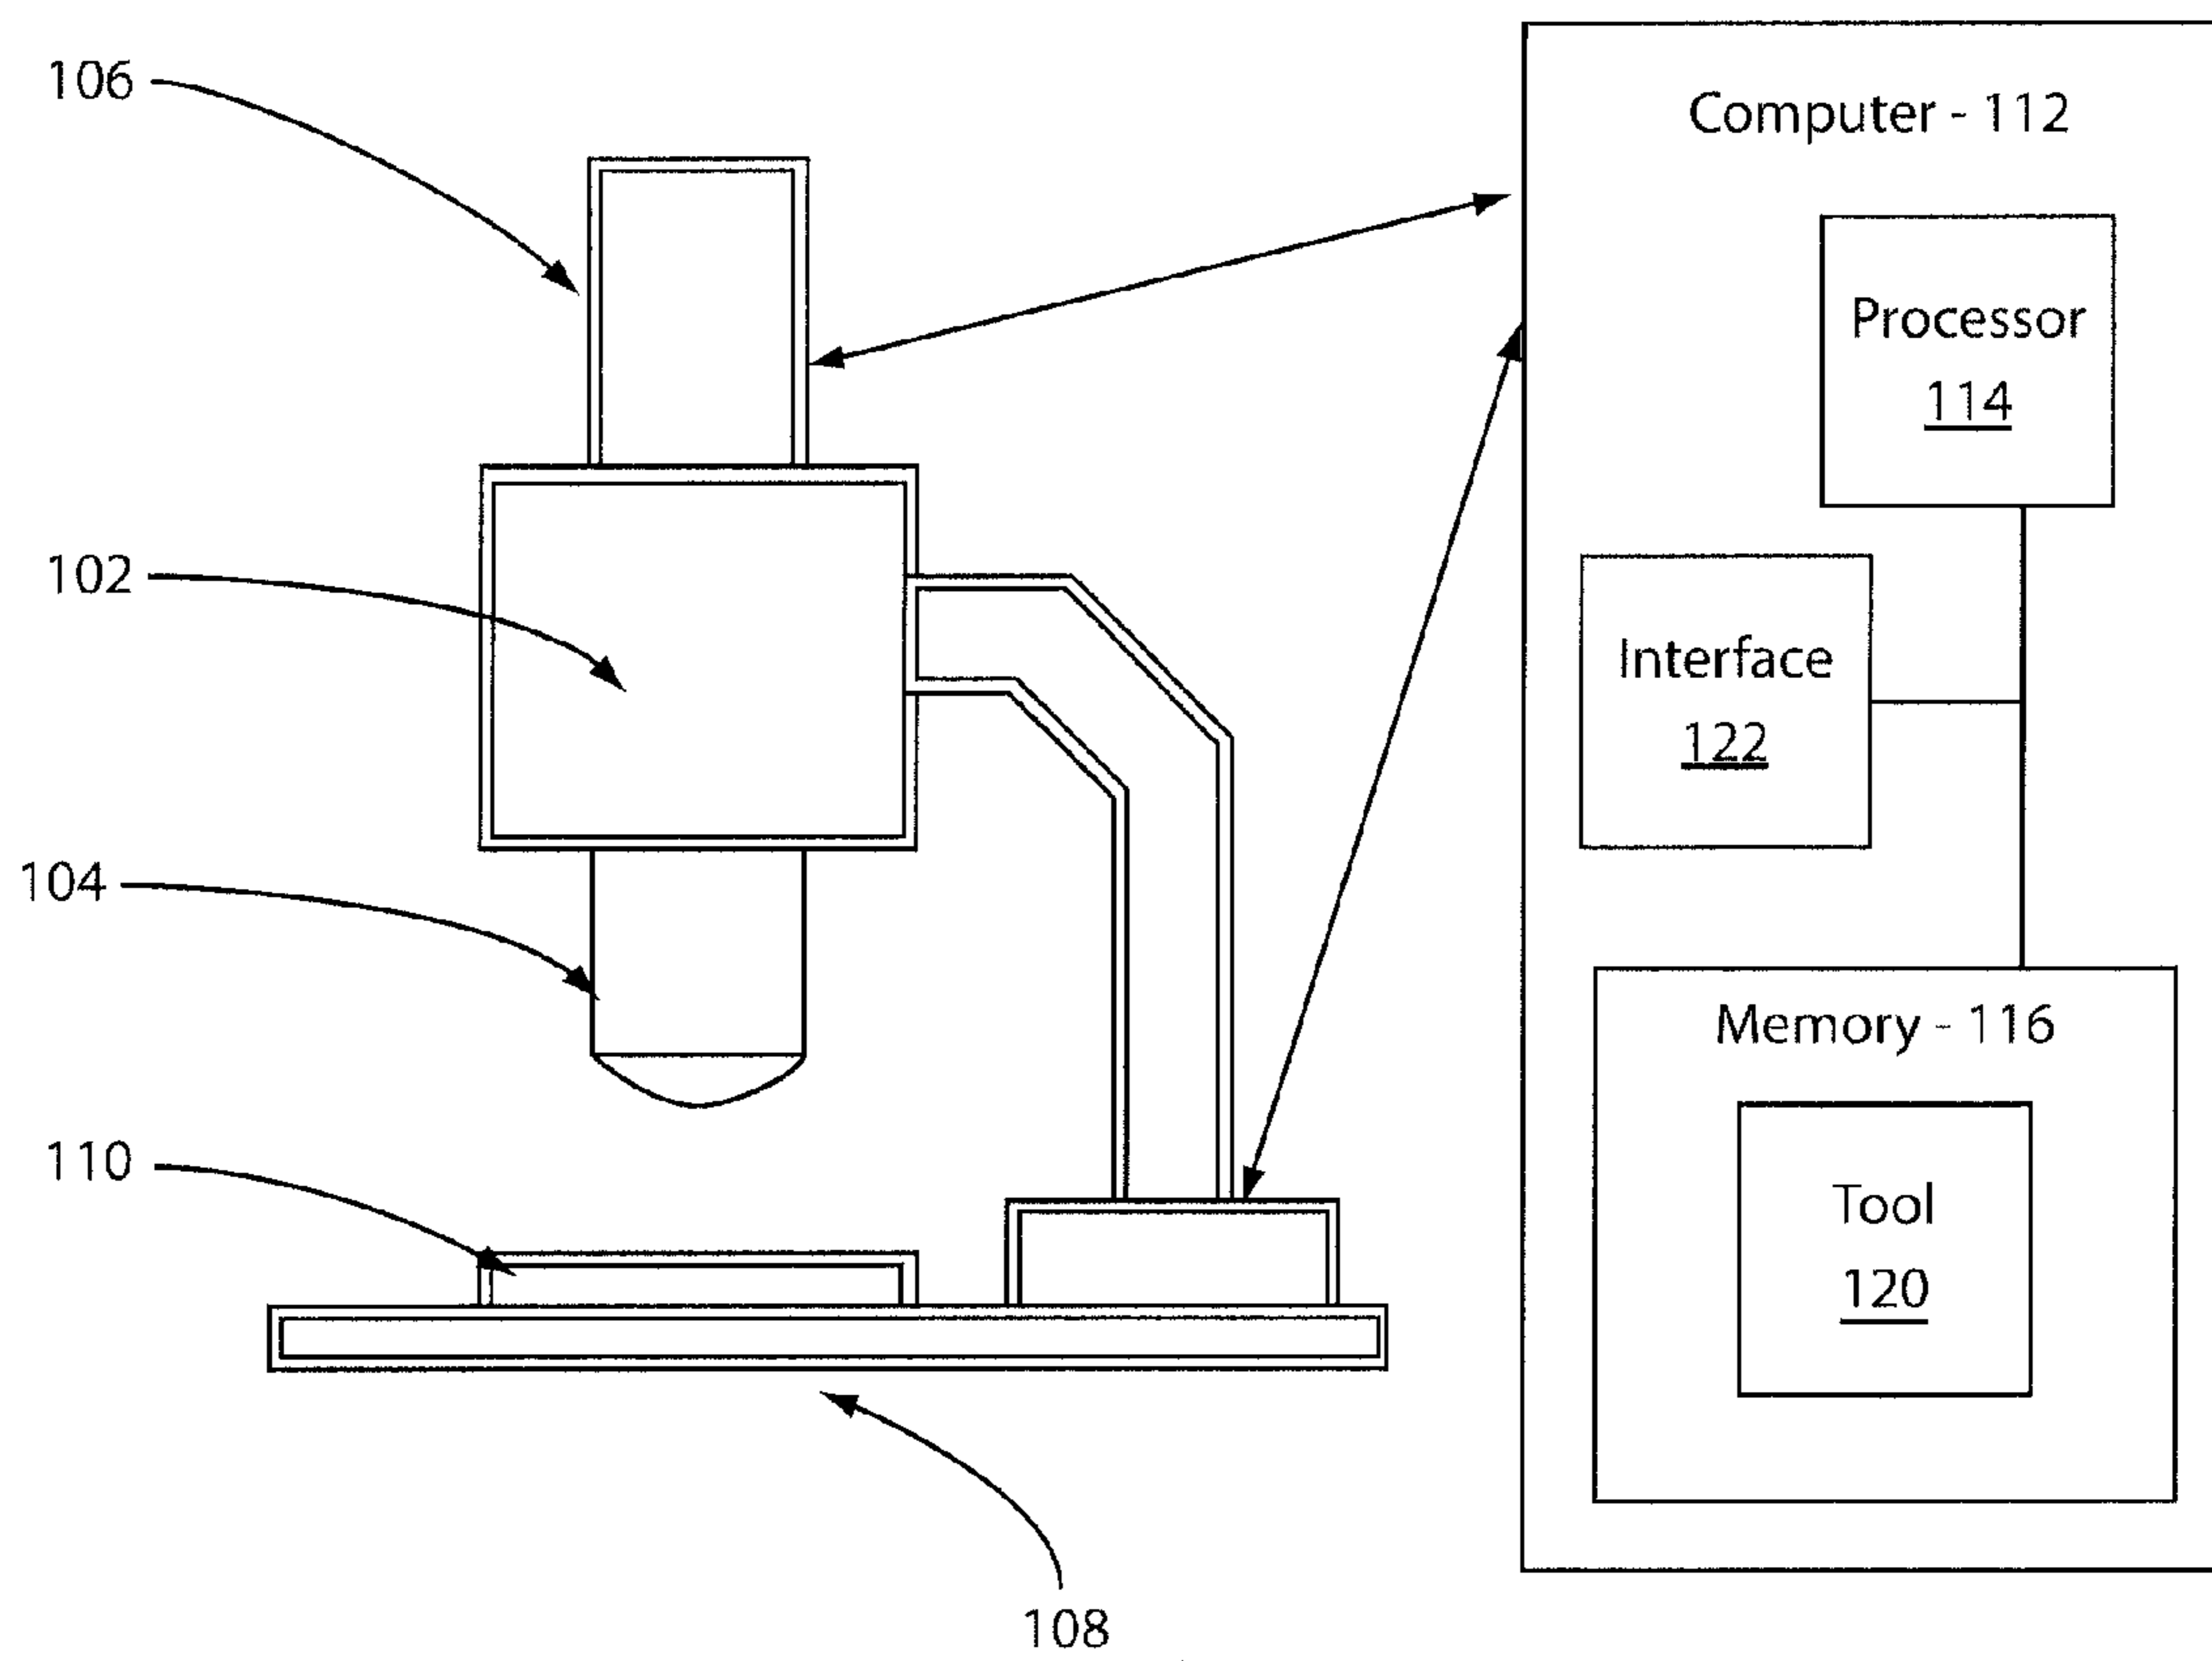 106
102
104
110
108
Computer - 112
Processor
114
Interface
122
Memory - 116
Tool
120